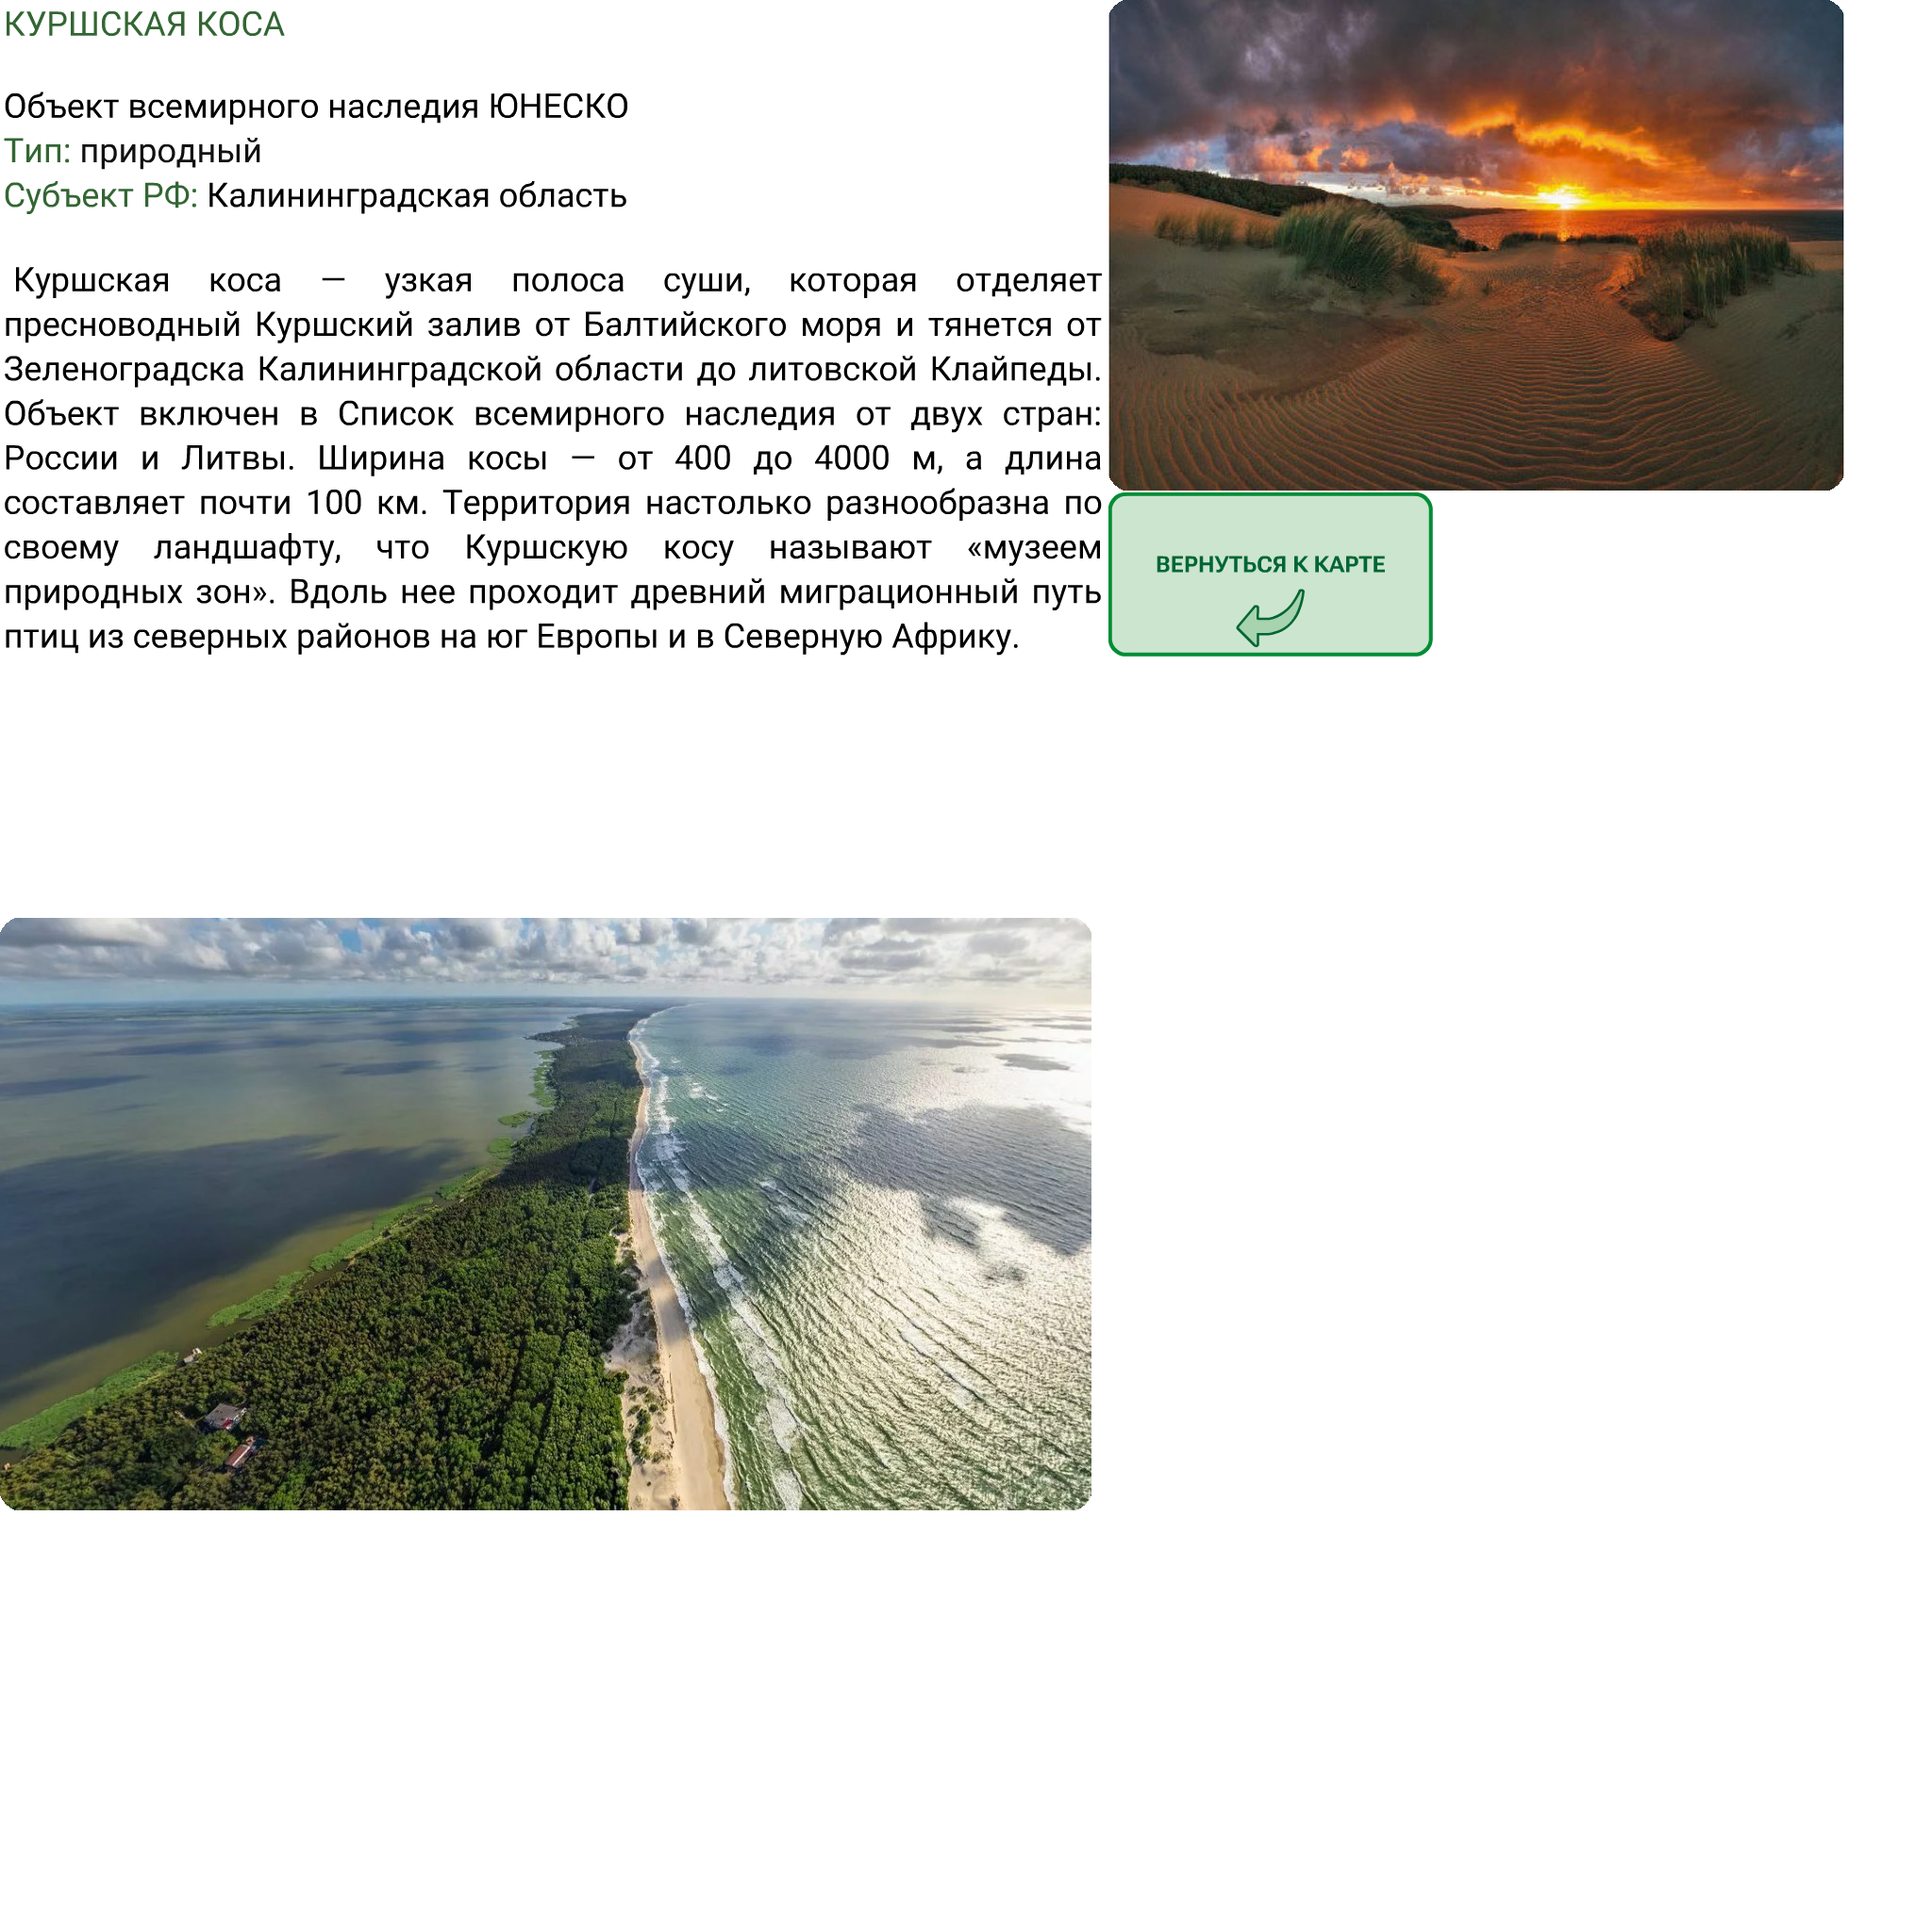 КУРШСКАЯ КОСА
Объект всемирного наследия ЮНЕСКО
Тип: природный
Субъект РФ: Калининградская область
Куршская коса — узкая полоса суши, которая отделяет
пресноводный Куршский залив от Балтийского моря и тянется от
Зеленоградска Калининградской области до литовской Клайпеды.
Объект включен в Список всемирного наследия от двух стран:
России и Литвы. Ширина косы — от 400 до 4000 м, а длина
составляет почти 100 км. Территория настолько разнообразна по
своему ландшафту, что Куршскую косу называют «музеем
природных зон». Вдоль нее проходит древний миграционный путь
птиц из северных районов на юг Европы и в Северную Африку.
ВЕРНУТЬСЯ К КАРТЕ